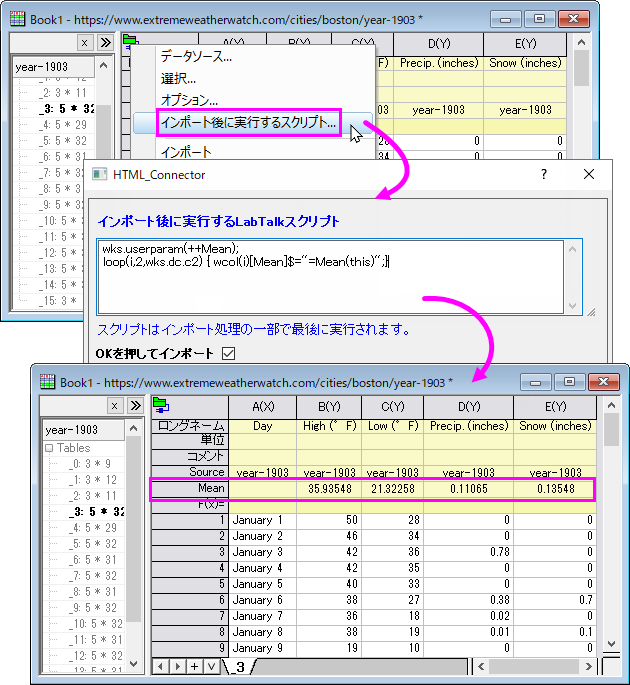 Book1 - https://www.extremeweatherwatch.com/cities/boston/year-1903 *
year-1903
_2: 3 * 11
_3: 5 * 32
_4: 5 * 29
_5: 5 * 32
_6: 5 * 31
_7: 5 * 32
_8: 5 * 31
_9: 5 * 32
_10: 5 * 32
_11: 5 * 31
_12: 5 * 32
_13: 5 * 31
_14: 5 * 32
_15: 3 * 31
A(X) B(Y) C(Y) D(Y) E(Y)
F) Precip. (inches) Snow (inches)
03 year-1903 year-1903
28 0 0
34 0 0
データソース...
選択...
オプション...
インポート後に実行するスクリプト...
インポート
HTML_Connector
? ×
インポート後に実行するLabTalkスクリプト
wks.userparam(++Mean);
loop(i,2,wks.dc.c2) { wcol(i)[Mean]$="=Mean(this)";}
スクリプトはインポート処理の一部で最後に実行されます。
OKを押してインポート
Book1 - https://www.extremeweatherwatch.com/cities/boston/year-1903 *
x
year-1903
Tables
_0: 3 * 9
_1: 3 * 12
_2: 3 * 11
_3: 5 * 32
_4: 5 * 29
_5: 5 * 32
_6: 5 * 31
_7: 5 * 32
_8: 5 * 31
_9: 5 * 32
_10: 5 * 32
_11: 5 * 31
_12: 5 * 32
A(X) B(Y) C(Y) D(Y) E(Y)
ロングネーム Day High (° F) Low (° F) Precip. (inches) Snow (inches)
単位
コメント
Source year-1903 year-1903 year-1903 year-1903 year-1903
Mean 35.93548 21.32258 0.11065 0.13548
F(x)=
1 January 1 50 28 0 0
2 January 2 46 34 0 0
3 January 3 42 36 0.78 0
4 January 4 42 35 0 0
5 January 5 40 33 0 0
6 January 6 38 27 0.38 0.7
7 January 7 36 18 0.02 0
8 January 8 38 19 0.01 0.1
9 January 9 19 10 0 0
_3